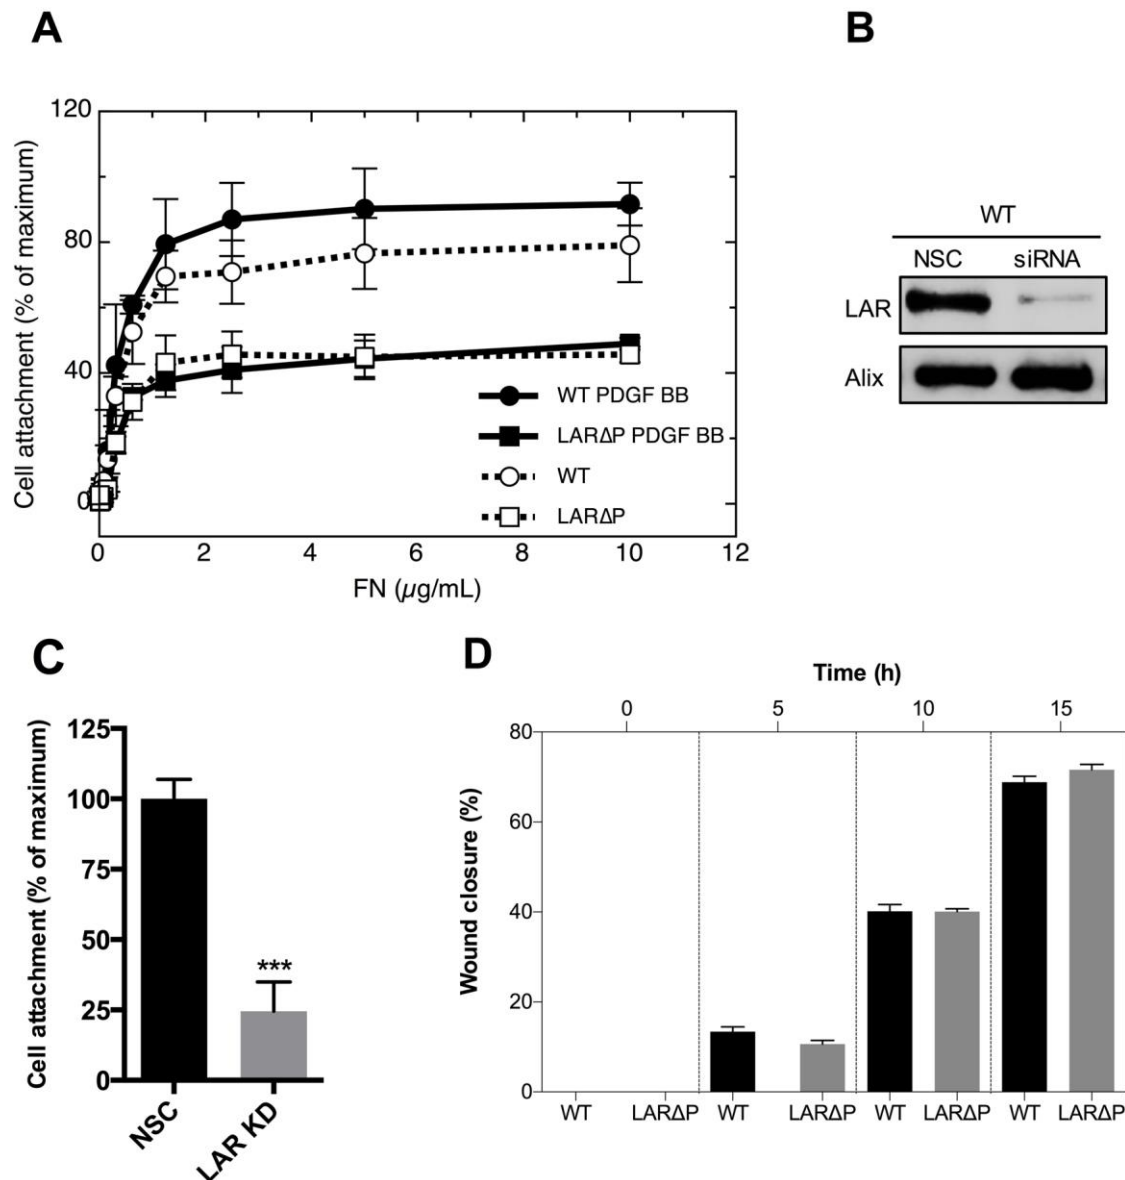 A
B
120
80
40
0
Cell attachment (% of maximum)
0 2 4 6 8 10 12
FN (µg/mL)
WT PDGF BB
LARΔP PDGF BB
WT
LARΔP
WT
NSC siRNA
LAR
Alix
C
D
125
100
75
50
25
0
Cell attachment (% of maximum)
***
NSC
LAR KD
Time (h)
0 5 10 15
80
60
40
20
0
Wound closure (%)
WT LARΔP WT LARΔP WT LARΔP WT LARΔP